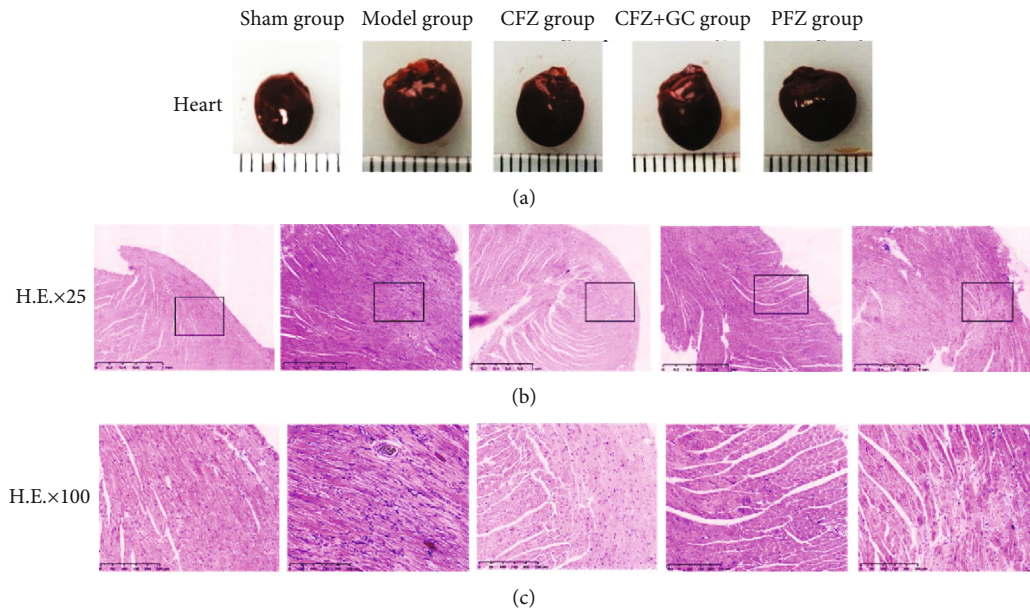 Sham group Model group CFZ group CFZ+GC group PFZ group
Heart
(a)
H.E.×25
(b)
H.E.×100
(c)